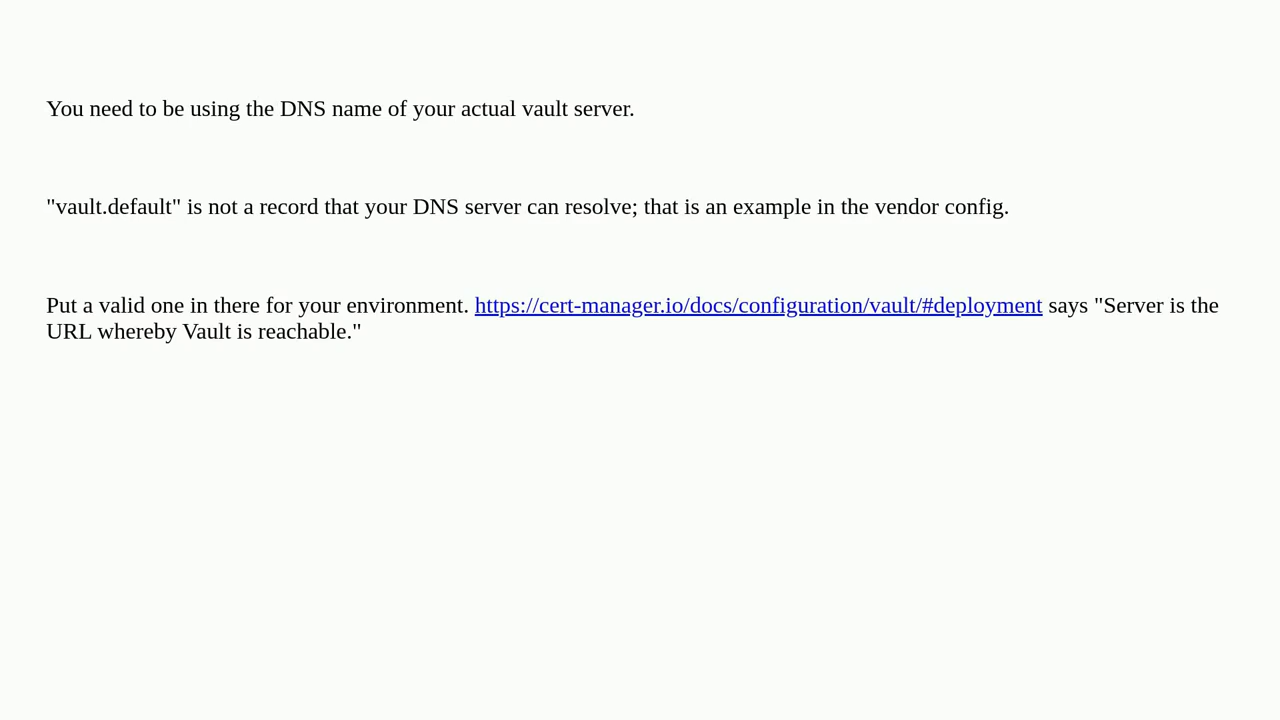 You need to be using the DNS name of your actual vault server.
"vault.default" is not a record that your DNS server can resolve; that is an example in the vendor config.
Put a valid one in there for your environment. https://cert-manager.io/docs/configuration/vault/#deployment says "Server is the
URL whereby Vault is reachable."